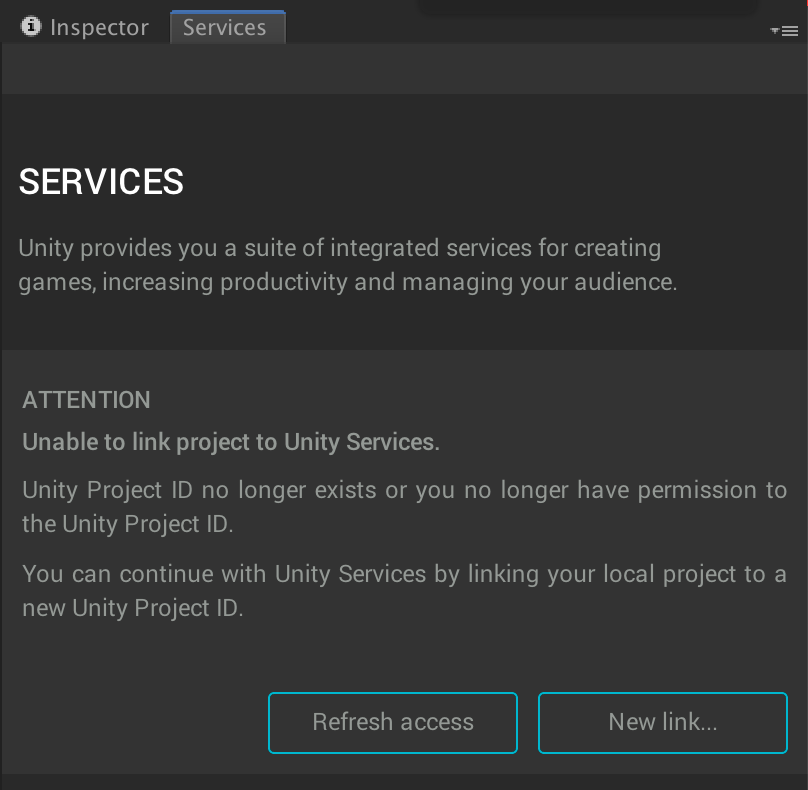 Inspector
Services
SERVICES
Unity provides you a suite of integrated services for creating
games, increasing productivity and managing your audience.
ATTENTION
Unable to link project to Unity Services.
Unity Project ID no longer exists or you no longer have permission to
the Unity Project ID.
You can continue with Unity Services by linking your local project to a
new Unity Project ID.
Refresh access
New link...